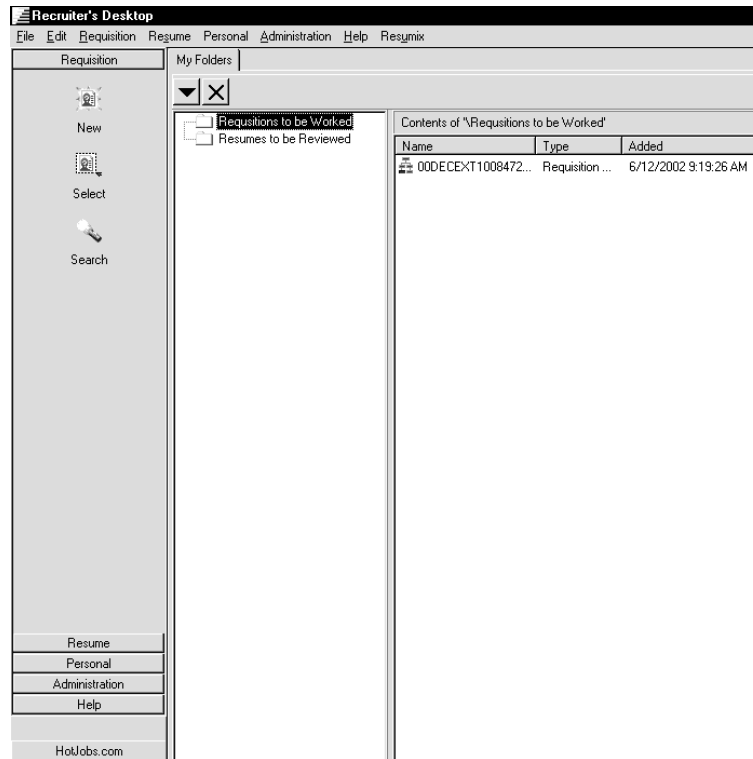 Recruiter's Desktop
File Edit Requisition Resume Personal Administration Help Resumix
Requisition
My Folders
New
Select
Search
Requsitions to be Worked
Resumes to be Reviewed
Contents of '\Requsitions to be Worked'
Name Type Added
00DECEXT1008472... Requisition ... 6/12/2002 9:19:26 AM
Resume
Personal
Administration
Help
HotJobs.com